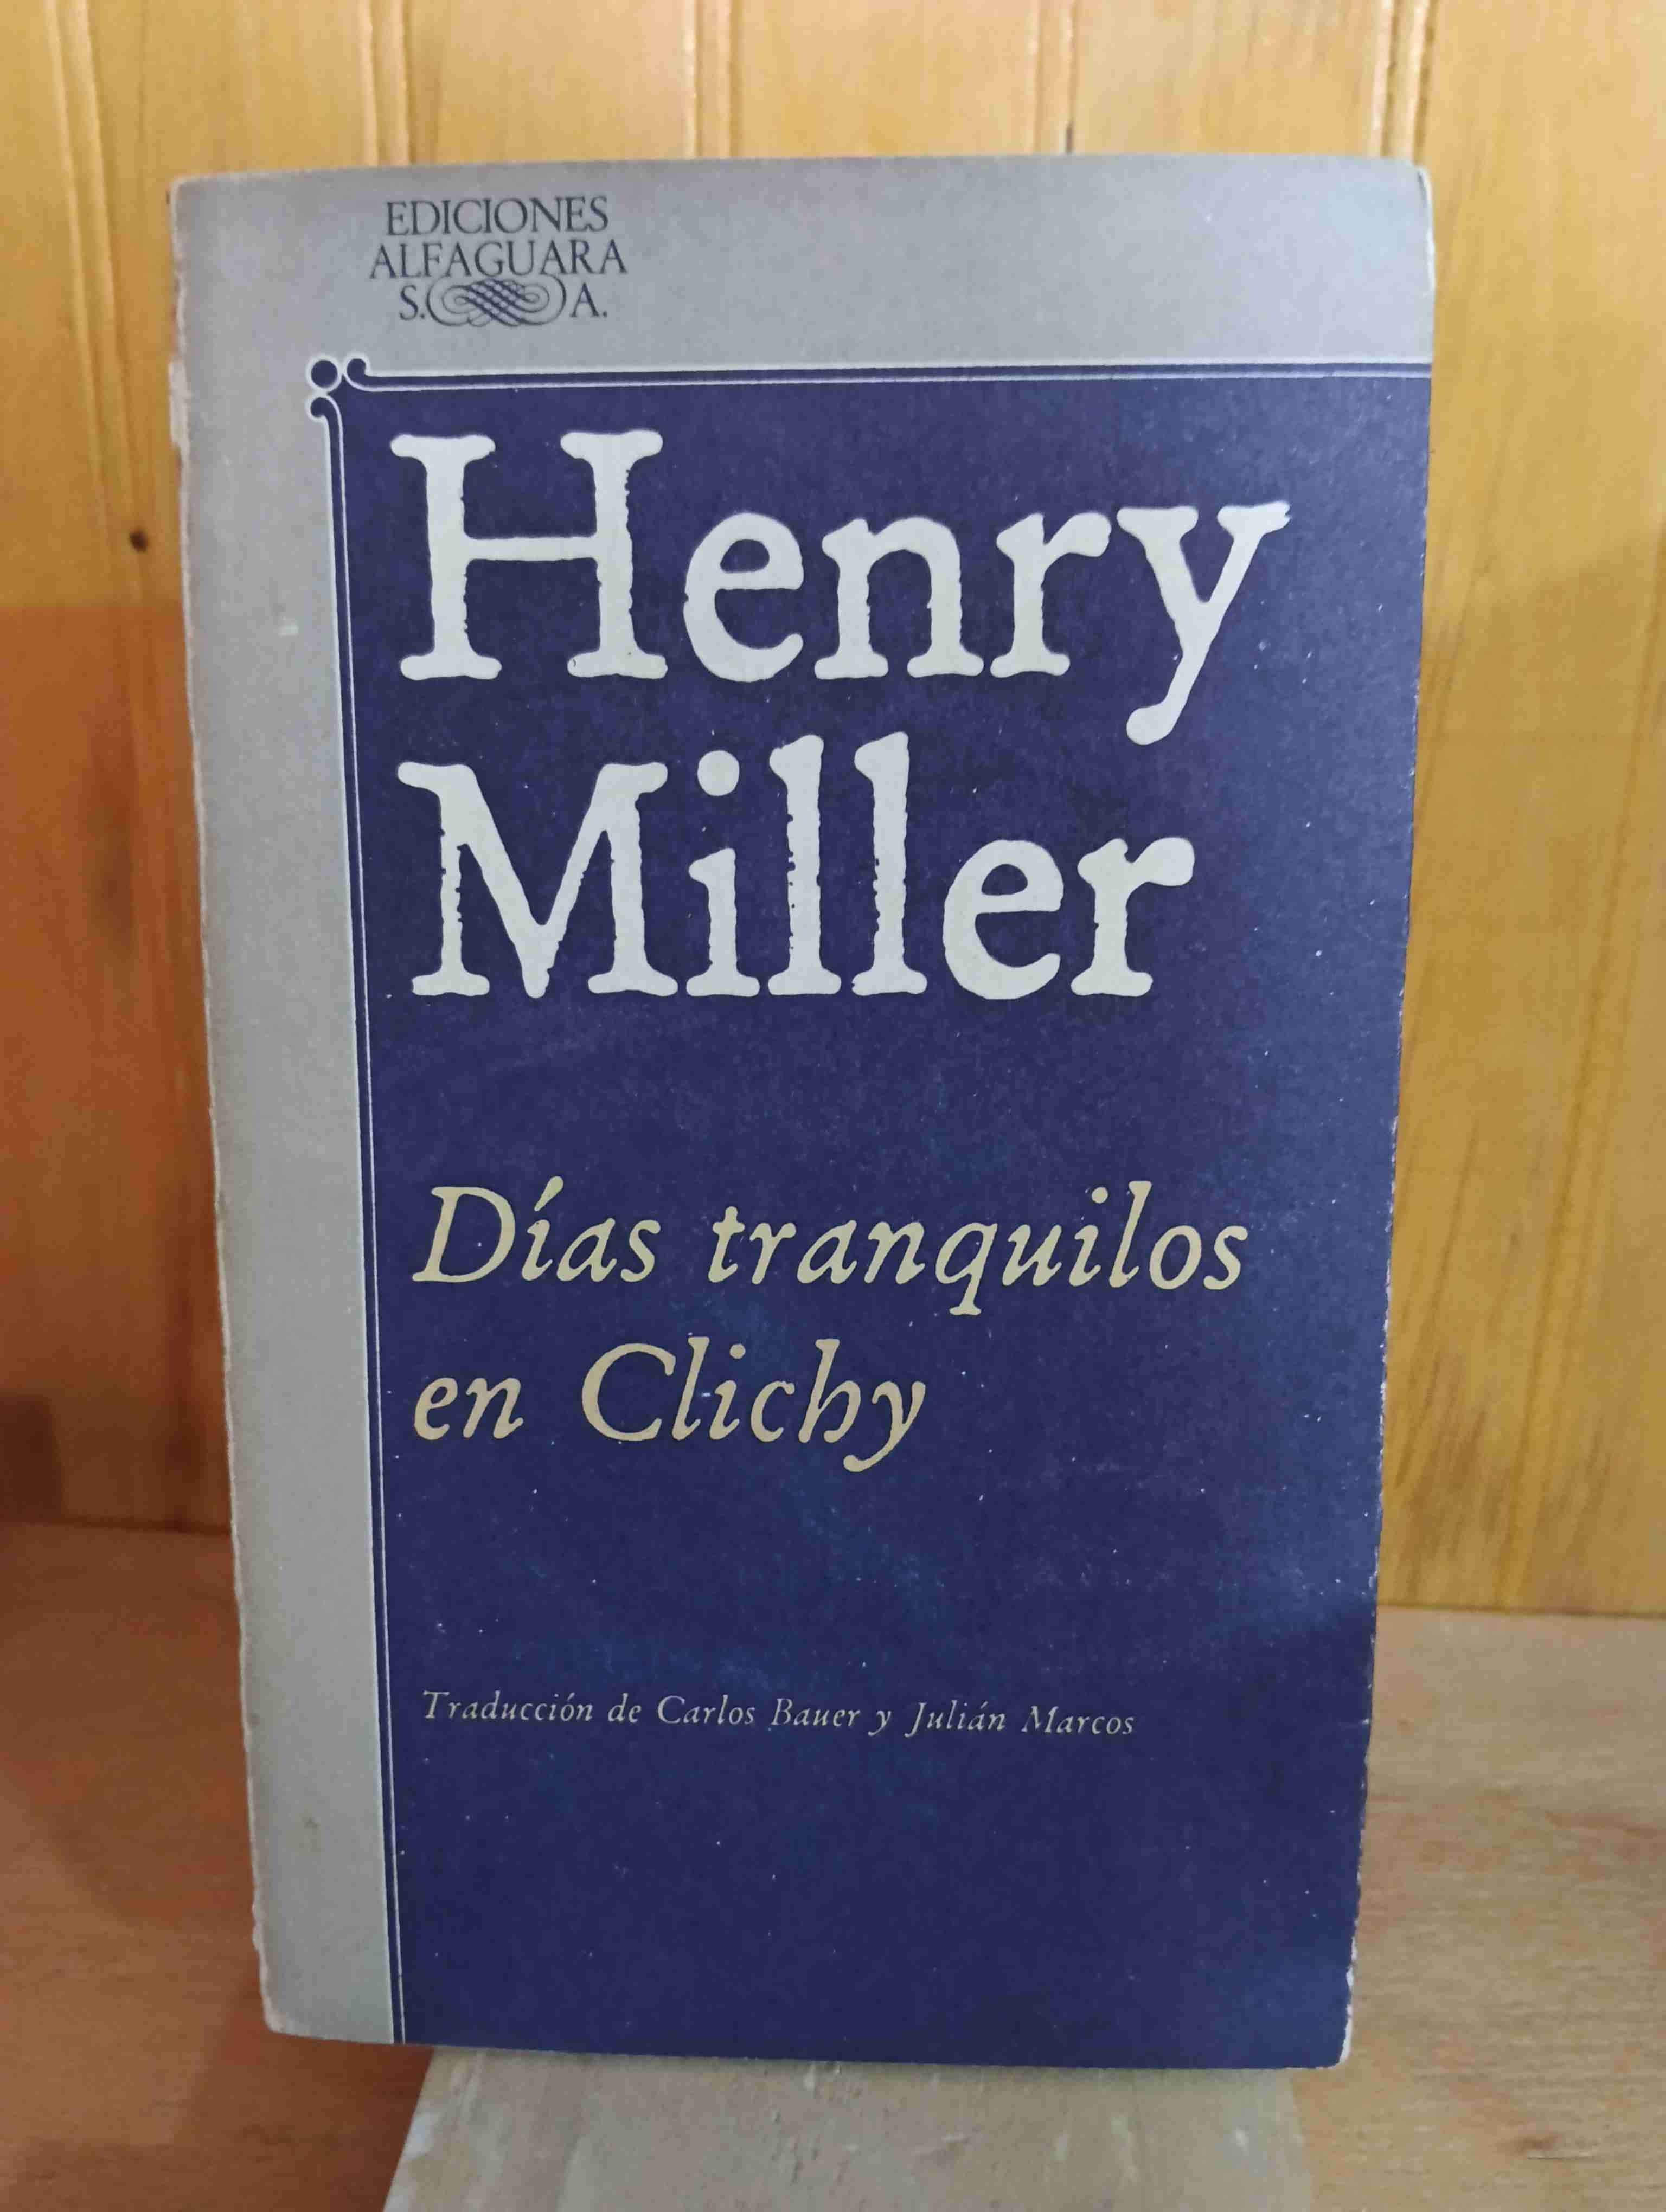 EDICIONES
ALFAGUARA
S. A.
Henry
Miller
Días tranquilos
en Clichy
Traducción de Carlos Bauer y Julián Marcos